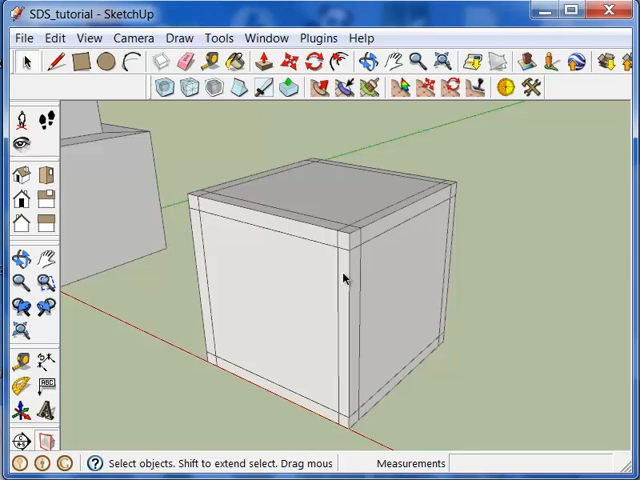 SDS_tutorial - SketchUp
File Edit View Camera Draw Tools Window Plugins Help
ABC
Select objects. Shift to extend select. Drag mous
Measurements